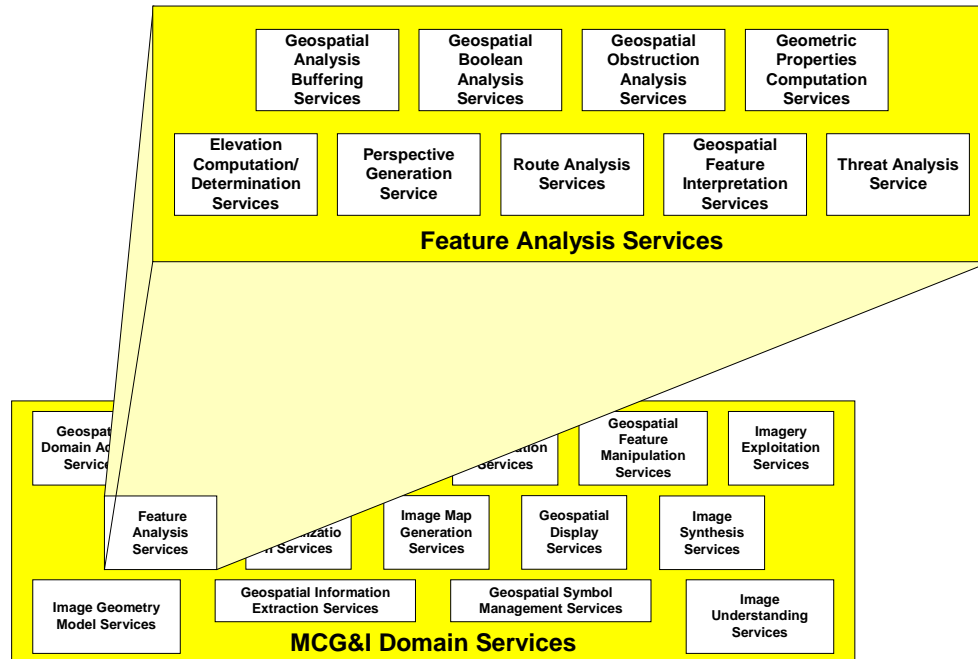 Geospatial
Analysis
Buffering
Services
Geospatial
Boolean
Analysis
Services
Geospatial
Obstruction
Analysis
Services
Geometric
Properties
Computation
Services
Elevation
Computation/
Determination
Services
Perspective
Generation
Service
Route Analysis
Services
Geospatial
Feature
Interpretation
Services
Threat Analysis
Service
Feature Analysis Services
Domain
Geospatial
Feature
Manipulation
Services
Imagery
Exploitation
Services
Feature
Analysis
Services
n Services
Image Map
Generation
Services
Geospatial
Display
Services
Image
Synthesis
Services
Image Geometry
Model Services
Geospatial Information
Extraction Services
Geospatial Symbol
Management Services
Image
Understanding
Services
MCG&I Domain Services